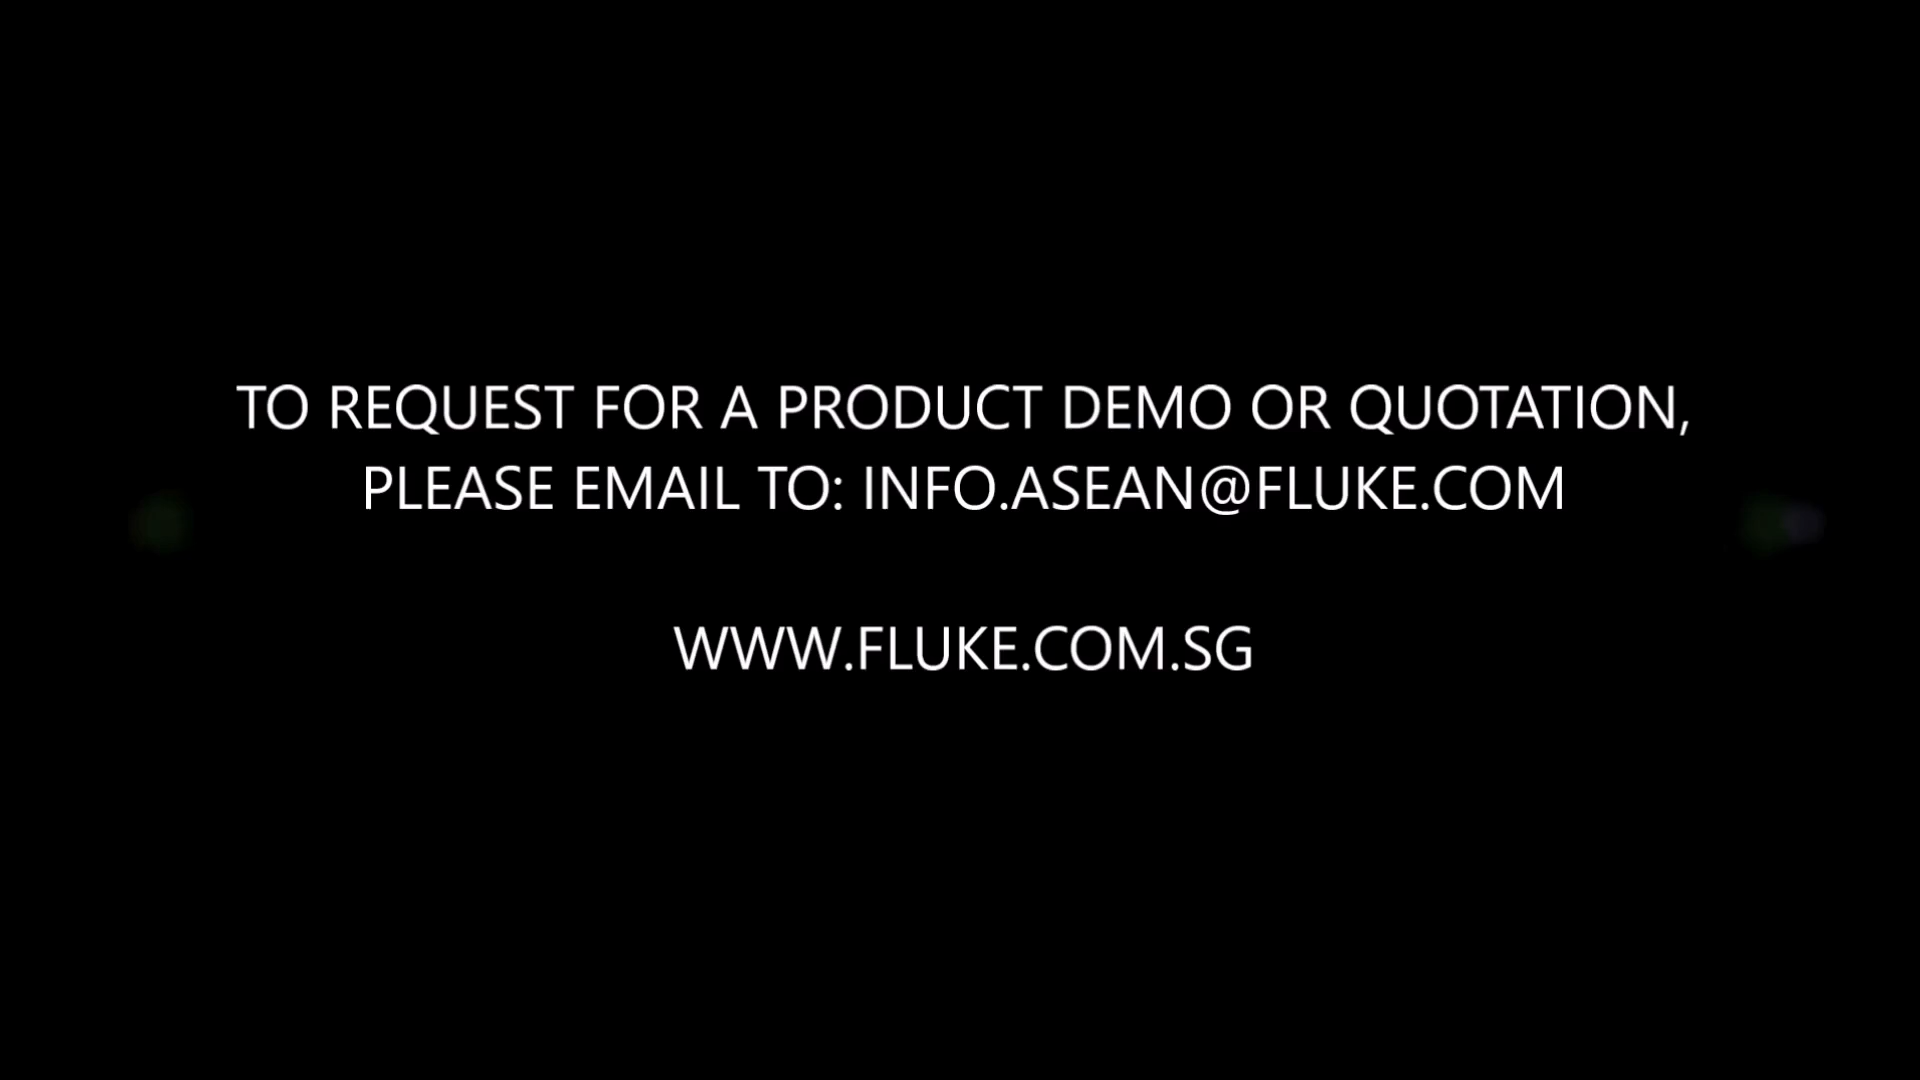 TO REQUEST FOR A PRODUCT DEMO OR QUOTATION,
PLEASE EMAIL TO: INFO.ASEAN@FLUKE.COM
WWW.FLUKE.COM.SG